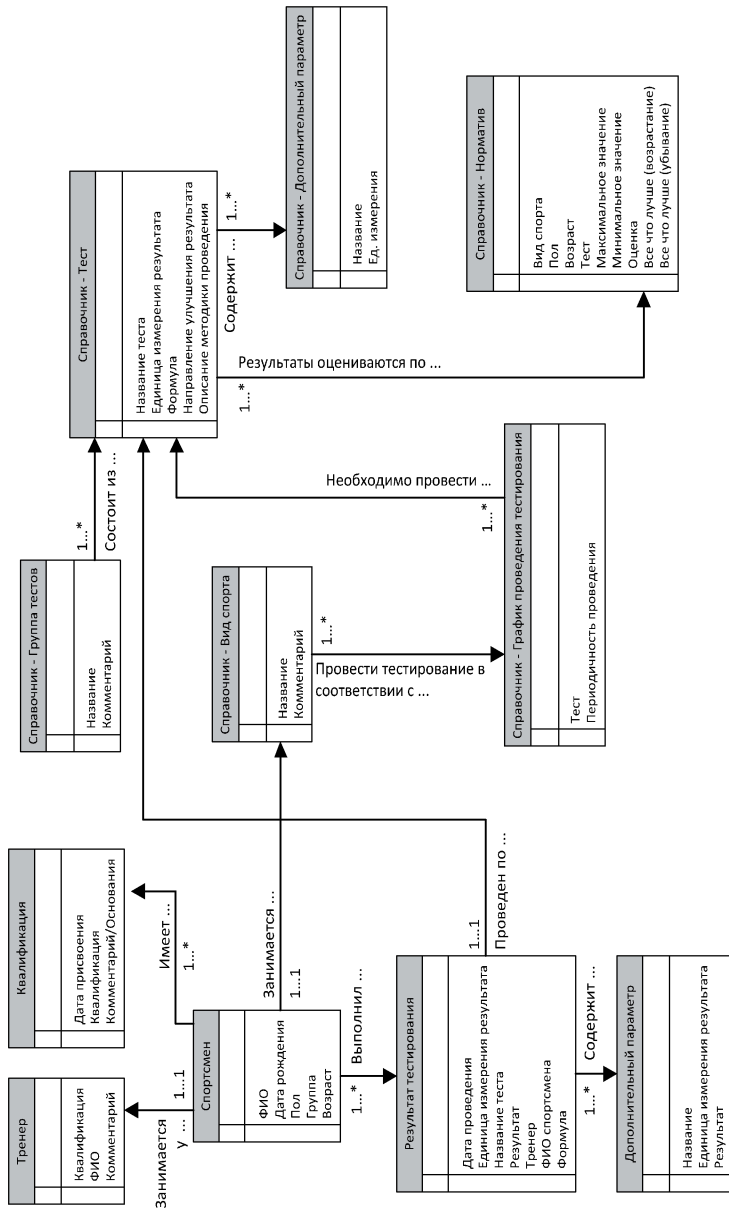 Тренер
Квалификация
ФИО
Комментарий
Квалификация
Дата присвоения
Квалификация
Комментарий/Основания
Справочник - Группа тестов
Название
Комментарий
1...*
Состоит из ...
Справочник - Тест
Название теста
Единица измерения результата
Формула
Направление улучшения результата
Описание методики проведения
Занимается
у ...
1...1
Имеет ...
1...*
Спортсмен
ФИО
Дата рождения
Пол
Группа
Возраст
Занимается ...
1...1
Справочник - Вид спорта
Название
Комментарий
1...*
Провести тестирование в
соответствии с ...
Содержит ...
1...*
Справочник - Дополнительный параметр
Название
Ед. измерения
Результаты оцениваются по ...
1...*
Выполнил ...
1...*
Результат тестирования
Дата проведения
Единица измерения результата
Название теста
Результат
Тренер
ФИО спортсмена
Формула
Проведен по ...
1...1
Необходимо провести ...
1...*
Справочник - График проведения тестирования
Тест
Периодичность проведения
Справочник - Норматив
Вид спорта
Пол
Возраст
Тест
Максимальное значение
Минимальное значение
Оценка
Все что лучше (возрастание)
Все что лучше (убывание)
Содержит ...
1...*
Дополнительный параметр
Название
Единица измерения результата
Результат